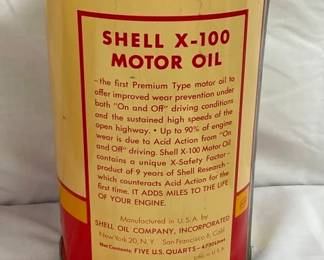 SHELL X-100
MOTOR OIL
—the first Premium Type motor oil to
offer improved wear prevention under
both "On and Off" driving conditions
and the sustained high speeds of the
open highway. • Up to 90% of engine
wear is due to Acid Action from "On
and Off" driving. Shell X-100 Motor Oil
contains a unique X-Safety Factor—
product of 9 years of Shell Research—
which counteracts Acid Action for the
first time. IT ADDS MILES TO THE LIFE
OF YOUR ENGINE.
Manufactured in U.S.A. by
SHELL OIL COMPANY, INCORPORATED
New York 20, N. Y. San Francisco 6, Calif.
Net Contents: FIVE U.S. QUARTS—4.730 Litres